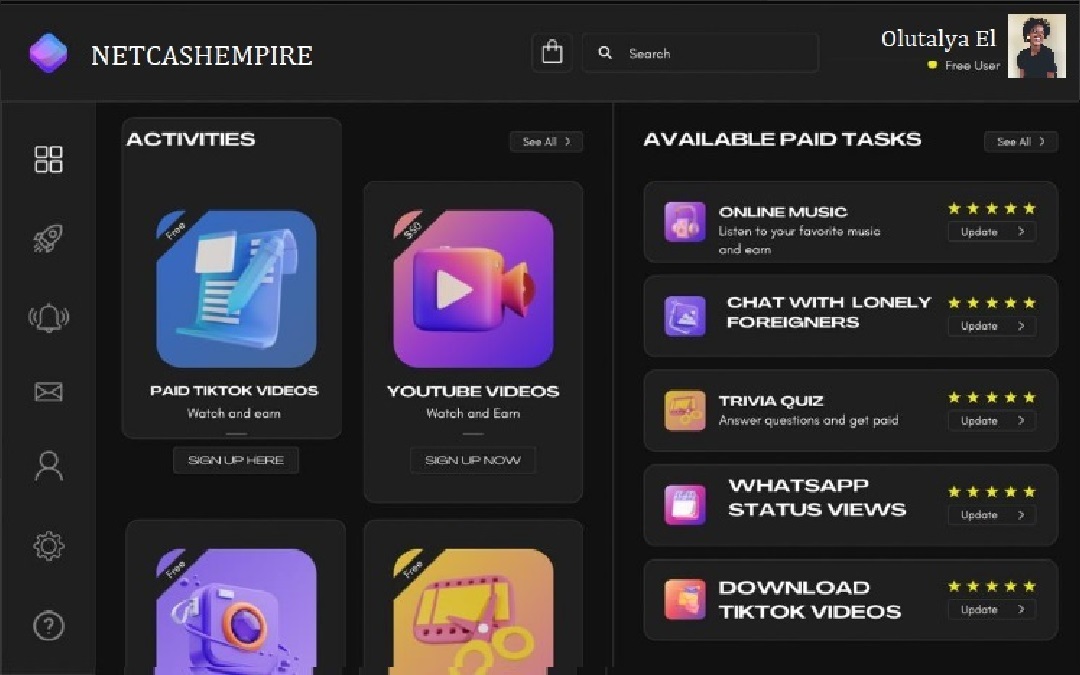 NETCASHEMPIRE
Search
Olutalya El
Free User
ACTIVITIES
See All
Free
PAID TIKTOK VIDEOS
Watch and earn
SIGN UP HERE
$50
YOUTUBE VIDEOS
Watch and Earn
SIGN UP NOW
Free
Free
AVAILABLE PAID TASKS
See All
ONLINE MUSIC
Listen to your favorite music
and earn
Update
CHAT WITH LONELY
FOREIGNERS
Update
TRIVIA QUIZ
Answer questions and get paid
Update
WHATSAPP
STATUS VIEWS
Update
DOWNLOAD
TIKTOK VIDEOS
Update